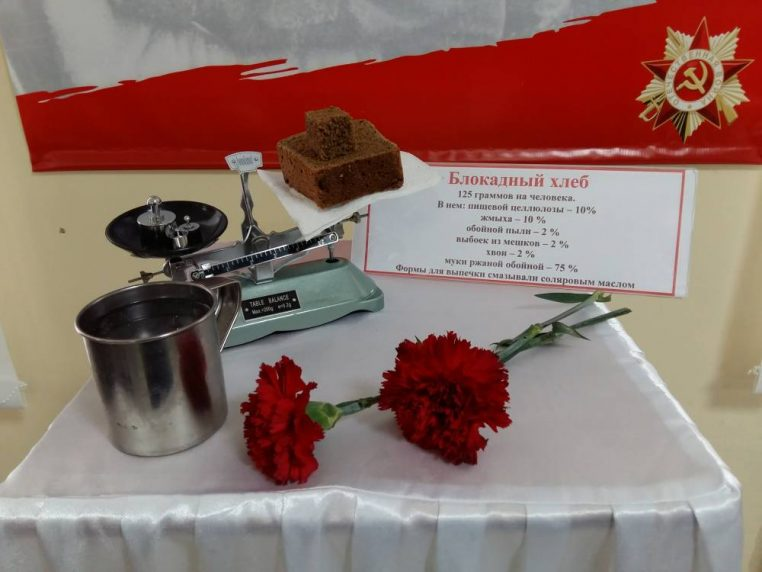 Блокадный хлеб
125 граммов на человека.
В нем: пищевой целлюлозы – 10%
жмыха – 10 %
обойной пыли – 2 %
выбоек из мешков – 2 %
хвои – 2 %
муки ржаной обойной – 75 %
Формы для выпечки смазывали соляровым маслом
TABLE BALANCE